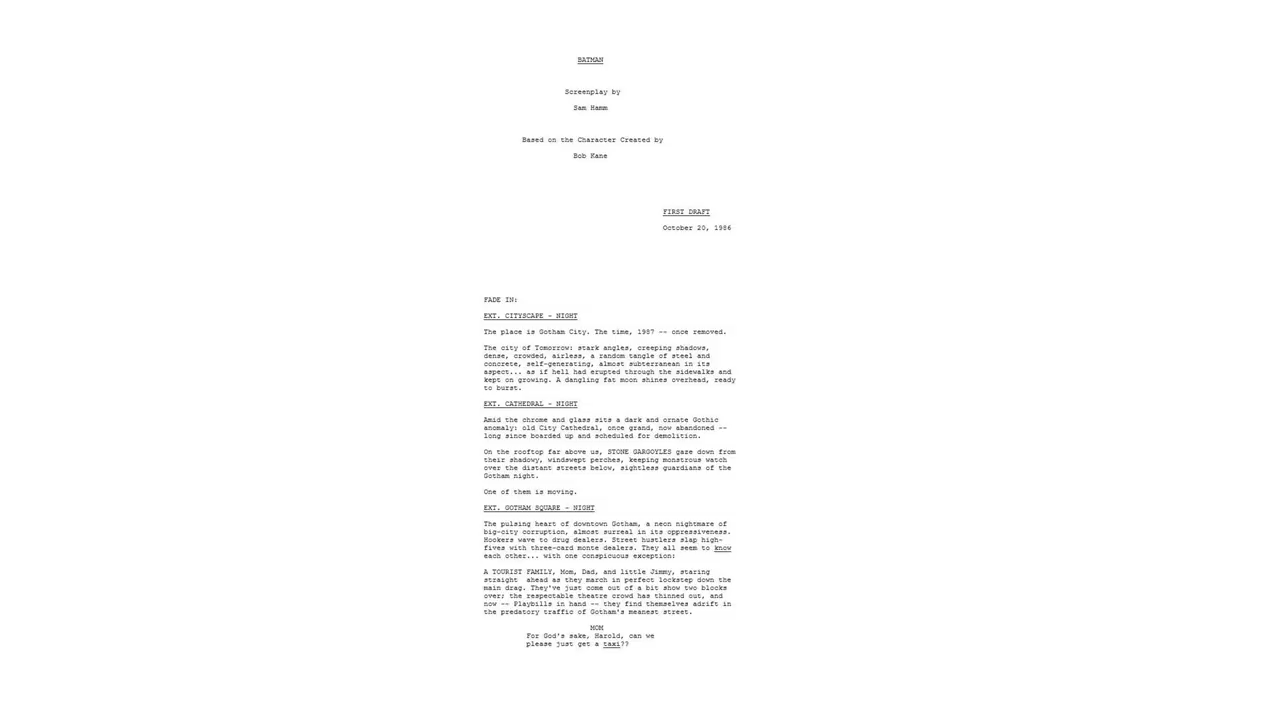 BATMAN
Screenplay by
Sam Hamm
Based on the Character Created by
Bob Kane
FIRST DRAFT
October 20, 1986
FADE IN:
EXT. CITYSCAPE - NIGHT
The place is Gotham City. The time, 1987 -- once removed.
The city of Tomorrow: stark angles, creeping shadows,
dense, crowded, airless, a random tangle of steel and
concrete, self-generating, almost subterranean in its
aspect... as if hell had erupted through the sidewalks and
kept on growing. A dangling fat moon shines overhead, ready
to burst.
EXT. CATHEDRAL - NIGHT
Amid the chrome and glass sits a dark and ornate Gothic
anomaly: old City Cathedral, once grand, now abandoned --
long since boarded up and scheduled for demolition.
On the rooftop far above us, STONE GARGOYLES gaze down from
their shadowy, windswept perches, keeping monstrous watch
over the distant streets below, sightless guardians of the
Gotham night.
One of them is moving.
EXT. GOTHAM SQUARE - NIGHT
The pulsing heart of downtown Gotham, a neon nightmare of
big-city corruption, almost surreal in its oppressiveness.
Hookers wave to drug dealers. Street hustlers slap high-
fives with three-card monte dealers. They all seem to know
each other... with one conspicuous exception:
A TOURIST FAMILY, Mom, Dad, and little Jimmy, staring
straight  ahead as they march in perfect lockstep down the
main drag. They've just come out of a bit show two blocks
over; the respectable theatre crowd has thinned out, and
now -- Playbills in hand -- they find themselves adrift in
the predatory traffic of Gotham's meanest street.
MOM
For God's sake, Harold, can we
please just get a taxi??